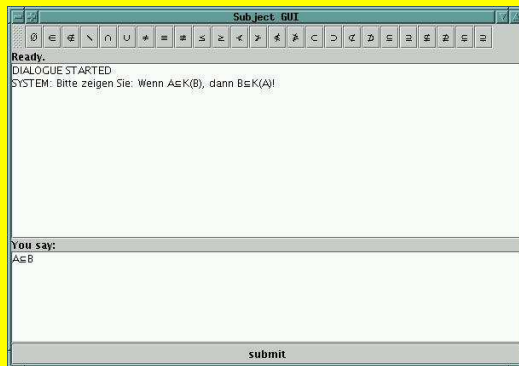 Subject GUI
∅ ∈ ∉ \ ∩ ∪ ≠ ≡ ≢ ≤ ≥ ≮ ≯ ≰ ≱ ⊂ ⊃ ⊄ ⊅ ⊆ ⊇ ⊈ ⊉ ⊊ ⊋
Ready.
DIALOGUE STARTED
SYSTEM: Bitte zeigen Sie: Wenn A⊆K(B), dann B⊆K(A)!
You say:
A⊆B
submit